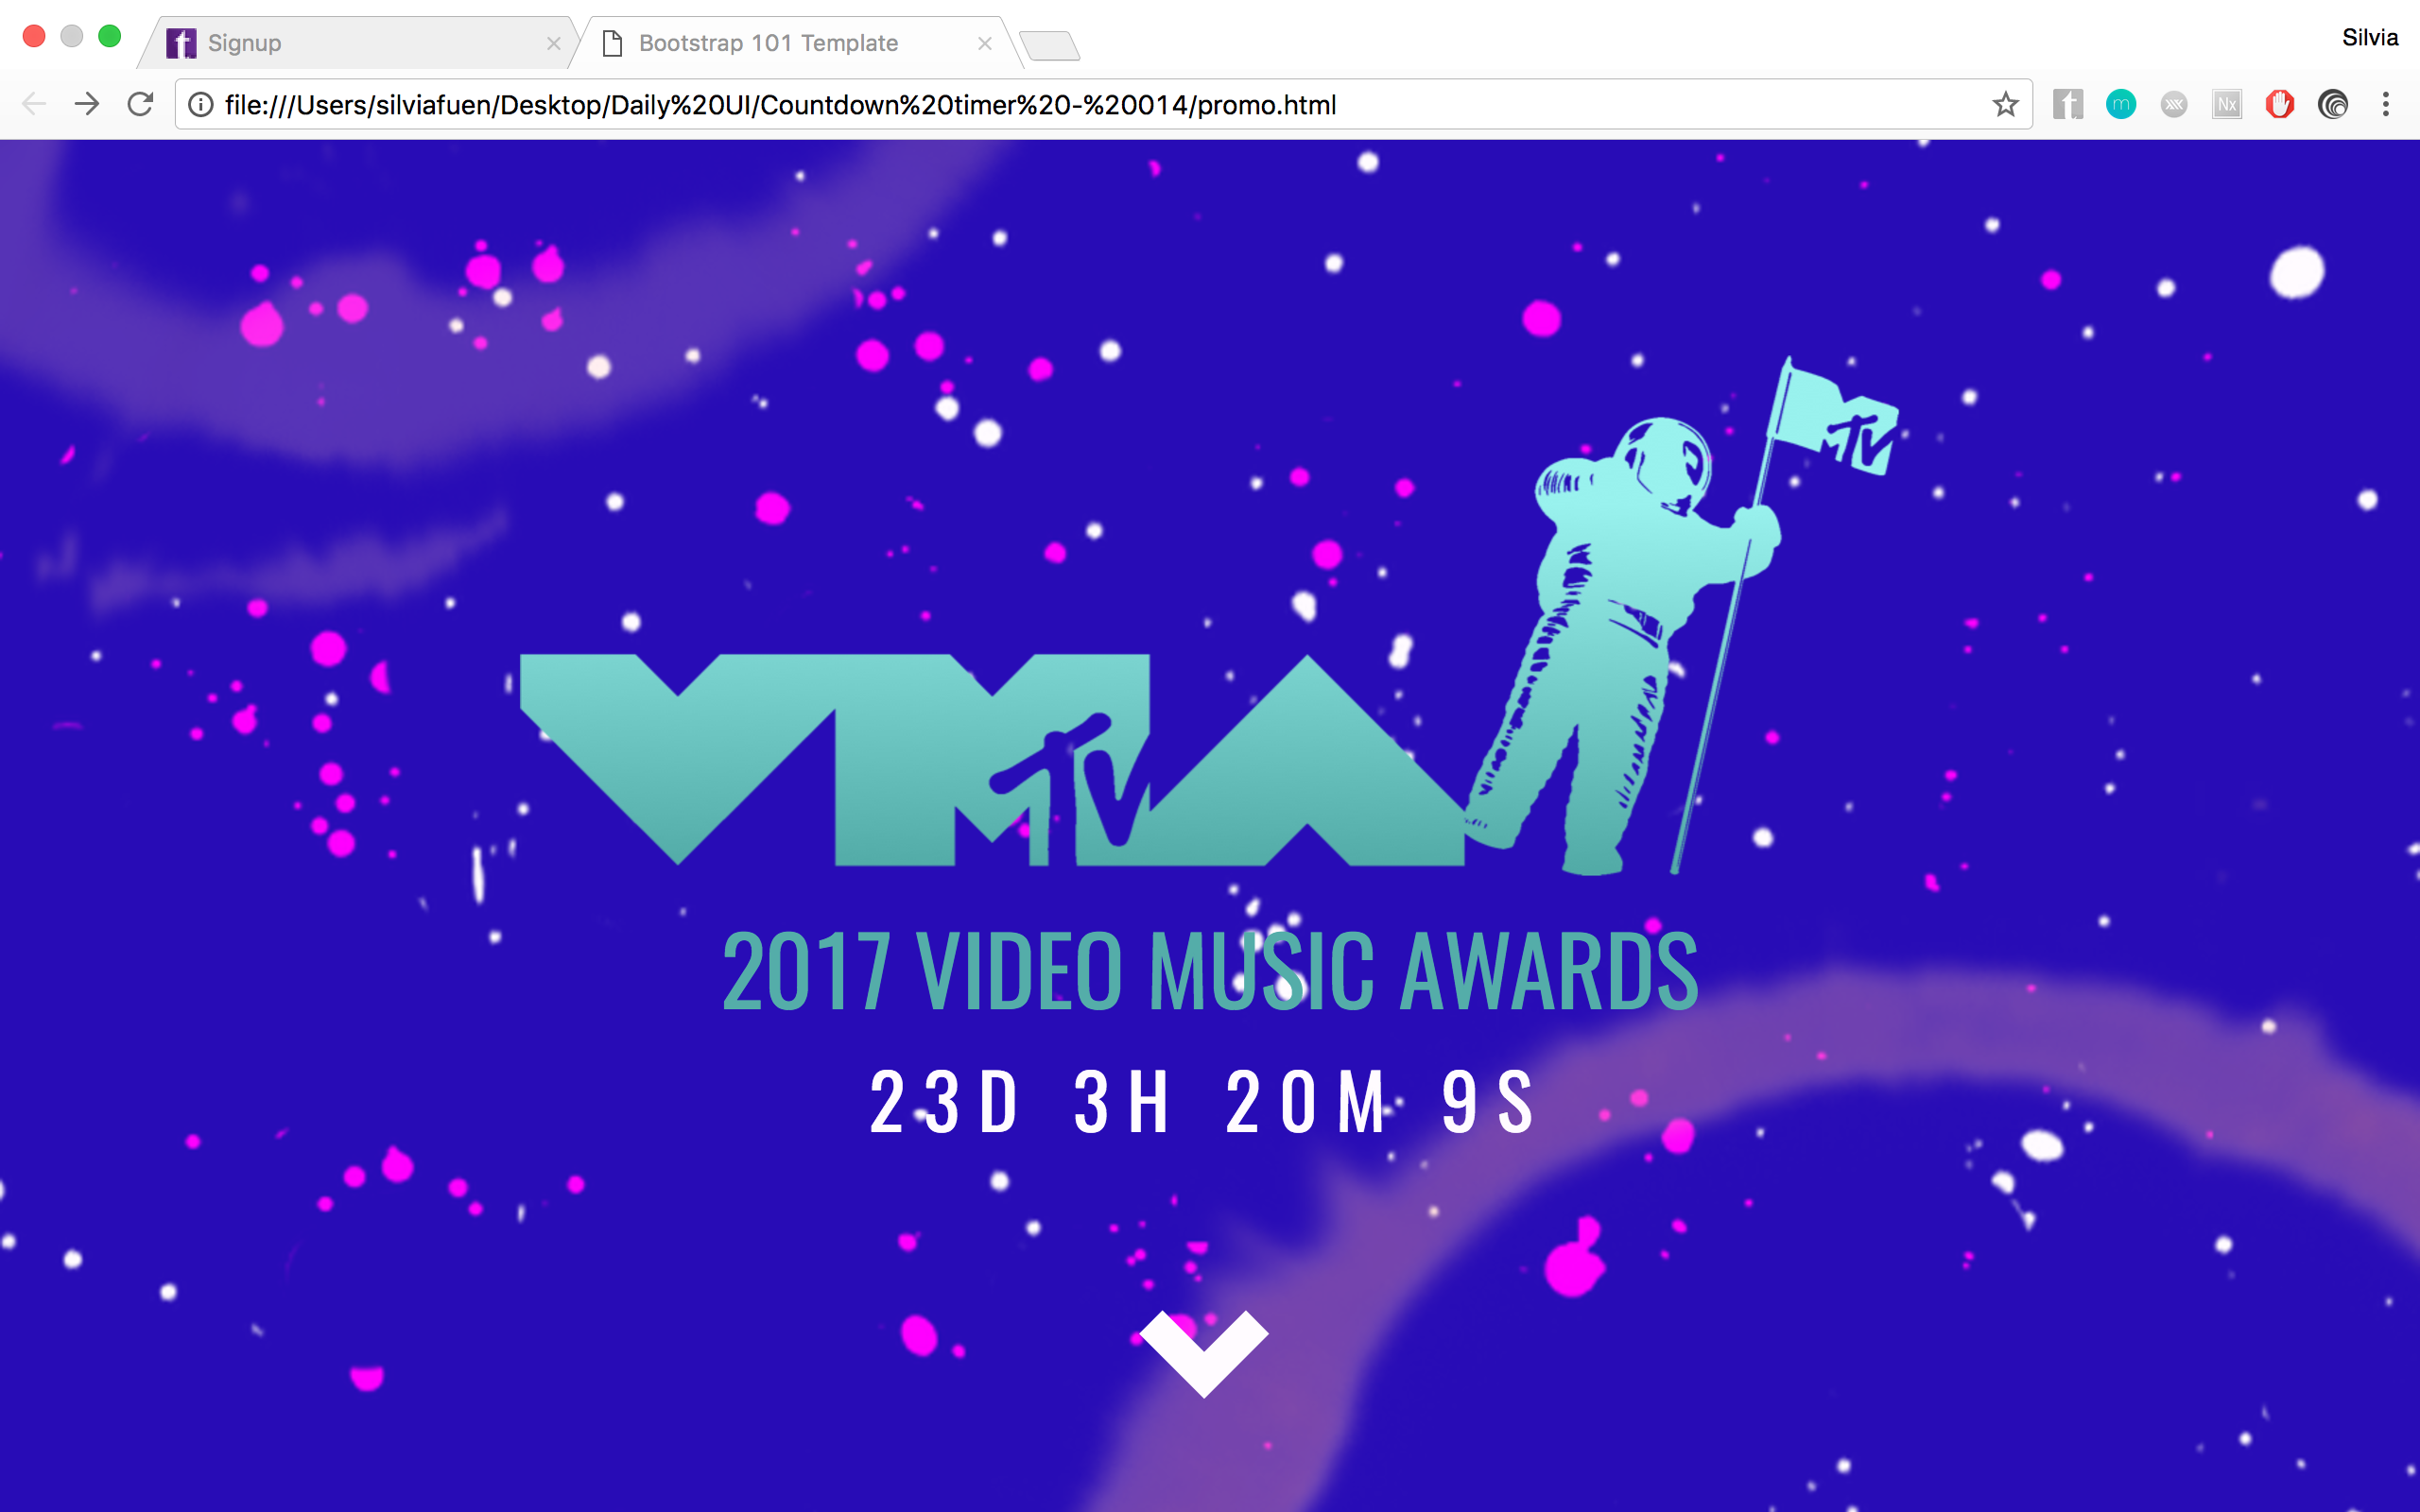 Signup
Bootstrap 101 Template
Silvia
file:///Users/silviafuen/Desktop/Daily%20UI/Countdown%20timer%20-%20014/promo.html
t
m
Nx
MTV
VMA
MTV
2017 VIDEO MUSIC AWARDS
23D 3H 20M 9S